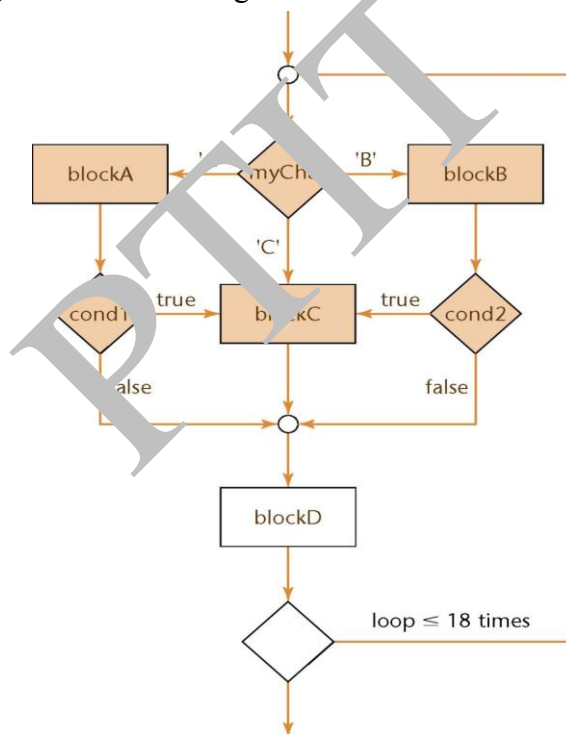 blockA
'B'
blockB
'C'
true
true
cond2
false
blockD
loop ≤ 18 times
PTIT